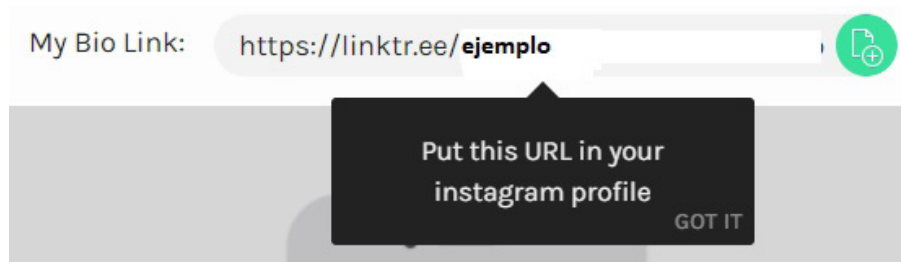 My Bio Link: https://linktr.ee/ejemplo
Put this URL in your
instagram profile
GOT IT